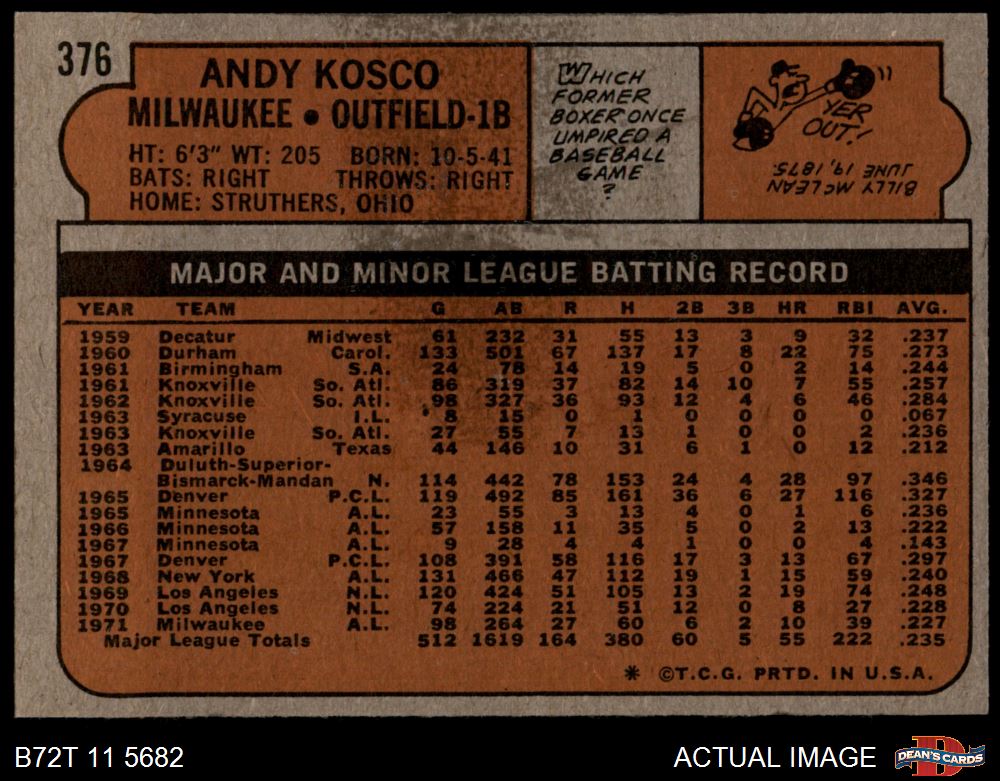 376
ANDY KOSCO
MILWAUKEE • OUTFIELD-1B
HT: 6'3" WT: 205 BORN: 10-5-41
BATS: RIGHT THROWS: RIGHT
HOME: STRUTHERS, OHIO
WHICH
FORMER
BOXER ONCE
UMPIRED A
BASEBALL
GAME
?
YER
OUT!
BILLY McLEAN
JUNE 19, 1875
MAJOR AND MINOR LEAGUE BATTING RECORD
YEAR TEAM G AB R H 2B 3B HR RBI AVG.
1959 Decatur Midwest 61 232 31 55 13 3 9 32 .237
1960 Durham Carol. 133 501 67 137 17 8 22 75 .273
1961 Birmingham S.A. 24 78 14 19 5 0 2 14 .244
1961 Knoxville So. Atl. 86 319 37 82 14 10 7 55 .257
1962 Knoxville So. Atl. 98 327 36 93 12 4 6 46 .284
1963 Syracuse I.L. 8 15 0 1 0 0 0 0 .067
1963 Knoxville So. Atl. 27 55 7 13 1 0 0 2 .236
1963 Amarillo Texas 44 146 10 31 6 1 0 12 .212
1964 Duluth-Superior-
Bismarck-Mandan N. 114 442 78 153 24 4 28 97 .346
1965 Denver P.C.L. 119 492 85 161 36 6 27 116 .327
1965 Minnesota A.L. 23 55 3 13 4 0 1 6 .236
1966 Minnesota A.L. 57 158 11 35 5 0 2 13 .222
1967 Minnesota A.L. 9 28 4 4 1 0 0 4 .143
1967 Denver P.C.L. 108 391 58 116 17 3 13 67 .297
1968 New York A.L. 131 466 47 112 19 1 15 59 .240
1969 Los Angeles N.L. 120 424 51 105 13 2 19 74 .248
1970 Los Angeles N.L. 74 224 21 51 12 0 8 27 .228
1971 Milwaukee A.L. 98 264 27 60 6 2 10 39 .227
Major League Totals 512 1619 164 380 60 5 55 222 .235
* ©T.C.G. PRTD. IN U.S.A.
B72T 11 5682
ACTUAL IMAGE
DEAN'S CARDS